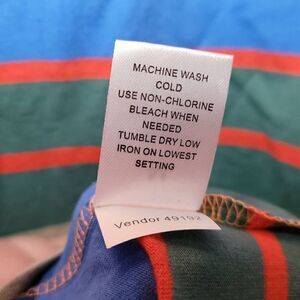 MACHINE WASH
COLD
USE NON-CHLORINE
BLEACH WHEN
NEEDED
TUMBLE DRY LOW
IRON ON LOWEST
SETTING
Vendor 49192